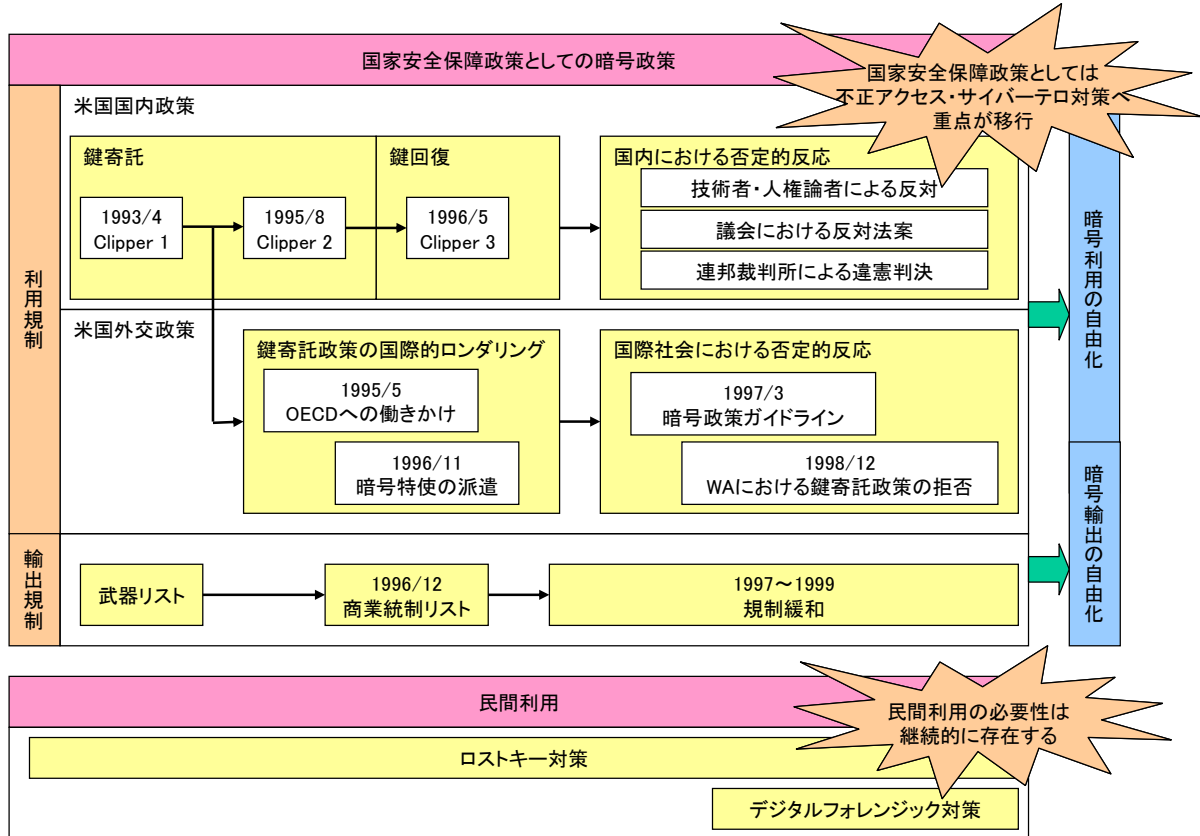 国家安全保障政策としての暗号政策
国家安全保障政策としては
不正アクセス・サイバーテロ対策へ
重点が移行
利用規制
米国国内政策
鍵寄託
1993/4
Clipper 1
1995/8
Clipper 2
鍵回復
1996/5
Clipper 3
国内における否定的反応
技術者・人権論者による反対
議会における反対法案
連邦裁判所による違憲判決
米国外交政策
鍵寄託政策の国際的ロンダリング
1995/5
OECDへの働きかけ
1996/11
暗号特使の派遣
国際社会における否定的反応
1997/3
暗号政策ガイドライン
1998/12
WAにおける鍵寄託政策の拒否
暗号利用の自由化
輸出規制
武器リスト
1996/12
商業統制リスト
1997～1999
規制緩和
暗号輸出の自由化
民間利用
民間利用の必要性は
継続的に存在する
ロストキー対策
デジタルフォレンジック対策